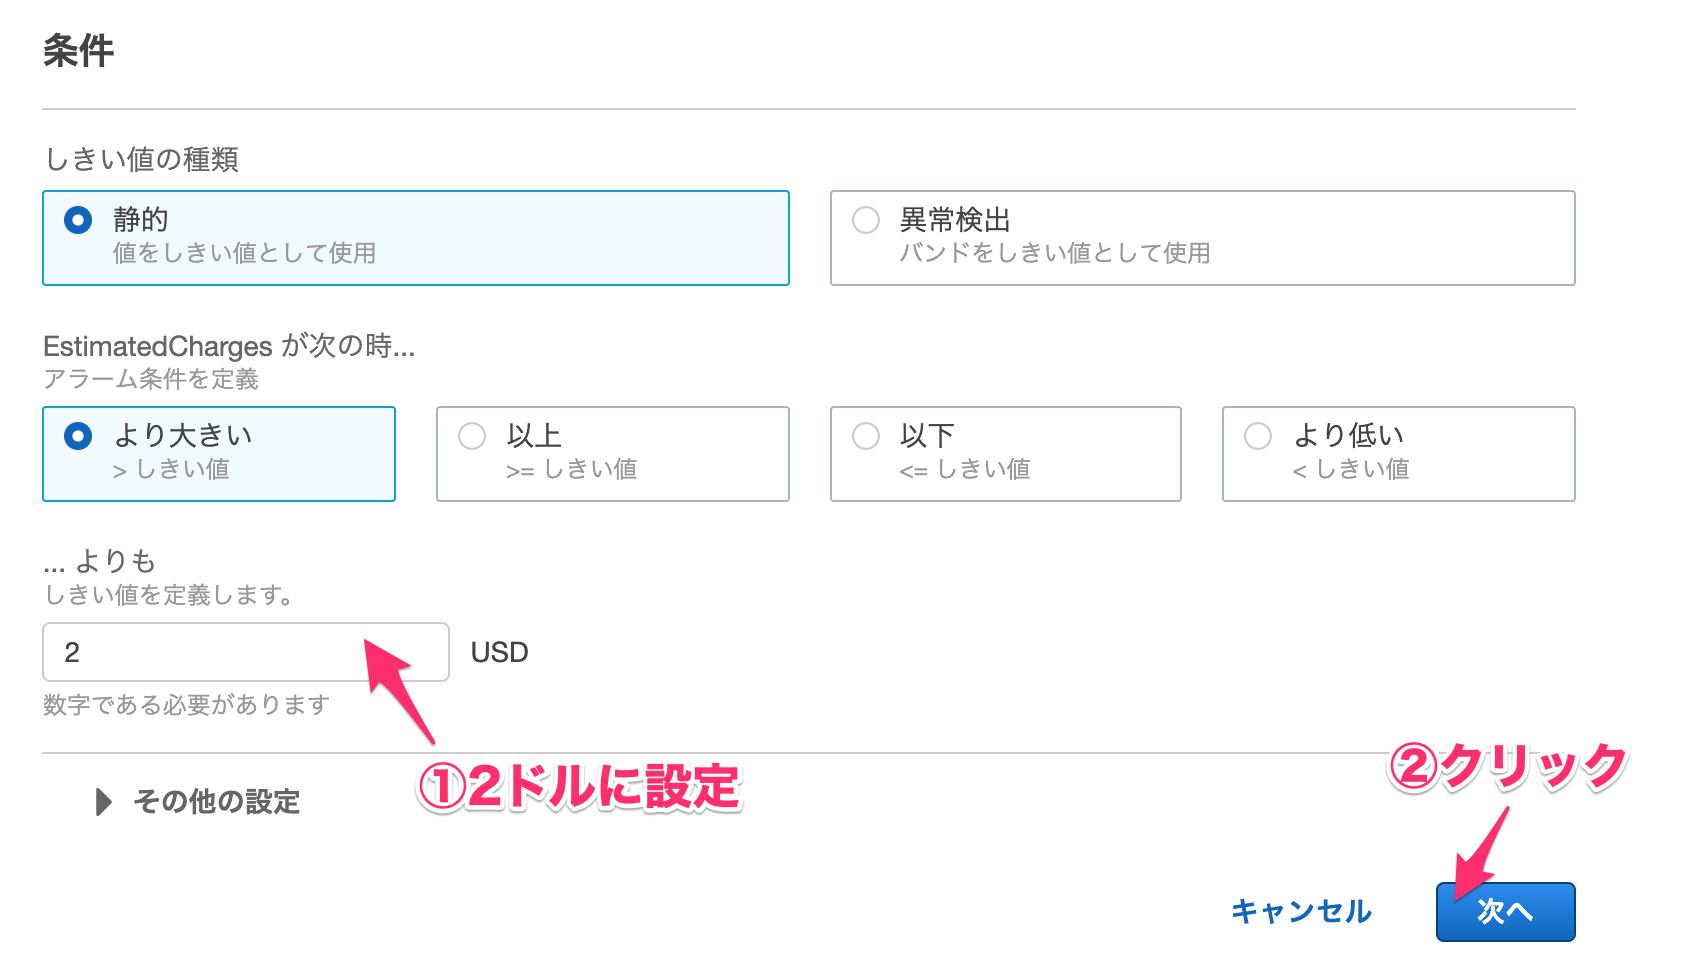 条件
しきい値の種類
静的
値をしきい値として使用
異常検出
バンドをしきい値として使用
EstimatedCharges が次の時...
アラーム条件を定義
より大きい
> しきい値
以上
>= しきい値
以下
<= しきい値
より低い
< しきい値
... よりも
しきい値を定義します。
2
USD
数字である必要があります
①2ドルに設定
②クリック
その他の設定
キャンセル
次へ